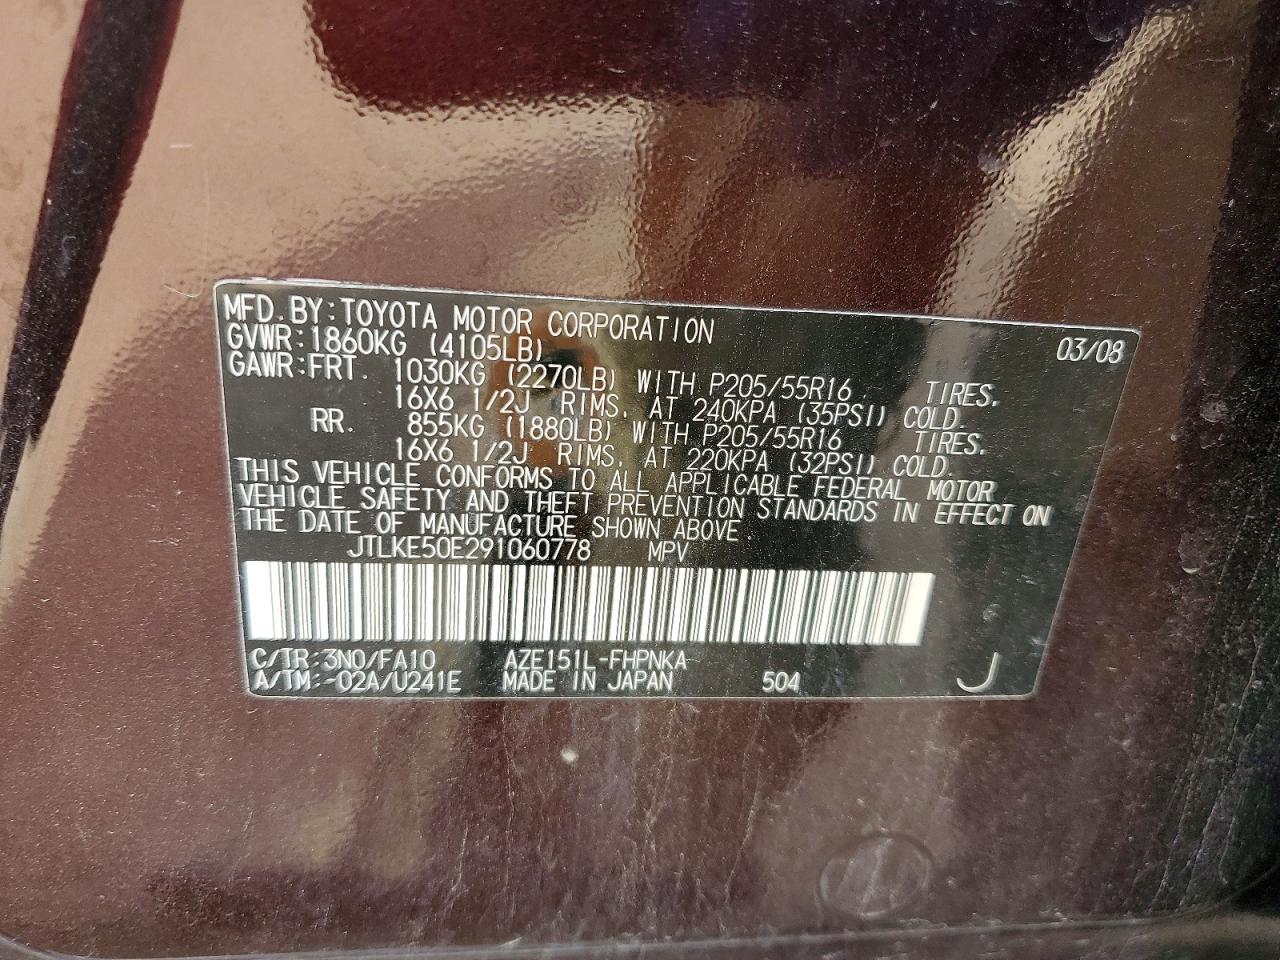 MFD. BY: TOYOTA MOTOR CORPORATION 03/08
GVWR: 1860KG (4105LB)
GAWR: FRT. 1030KG (2270LB) WITH P205/55R16 TIRES,
16X6 1/2J RIMS, AT 240KPA (35PSI) COLD.
RR. 855KG (1880LB) WITH P205/55R16 TIRES,
16X6 1/2J RIMS, AT 220KPA (32PSI) COLD.
THIS VEHICLE CONFORMS TO ALL APPLICABLE FEDERAL MOTOR
VEHICLE SAFETY AND THEFT PREVENTION STANDARDS IN EFFECT ON
THE DATE OF MANUFACTURE SHOWN ABOVE.
JTLKE50E291060778 MPV
C/TR: 3N0/FA10 AZE151L-FHPNKA
A/TM: -02A/U241E MADE IN JAPAN 504 J